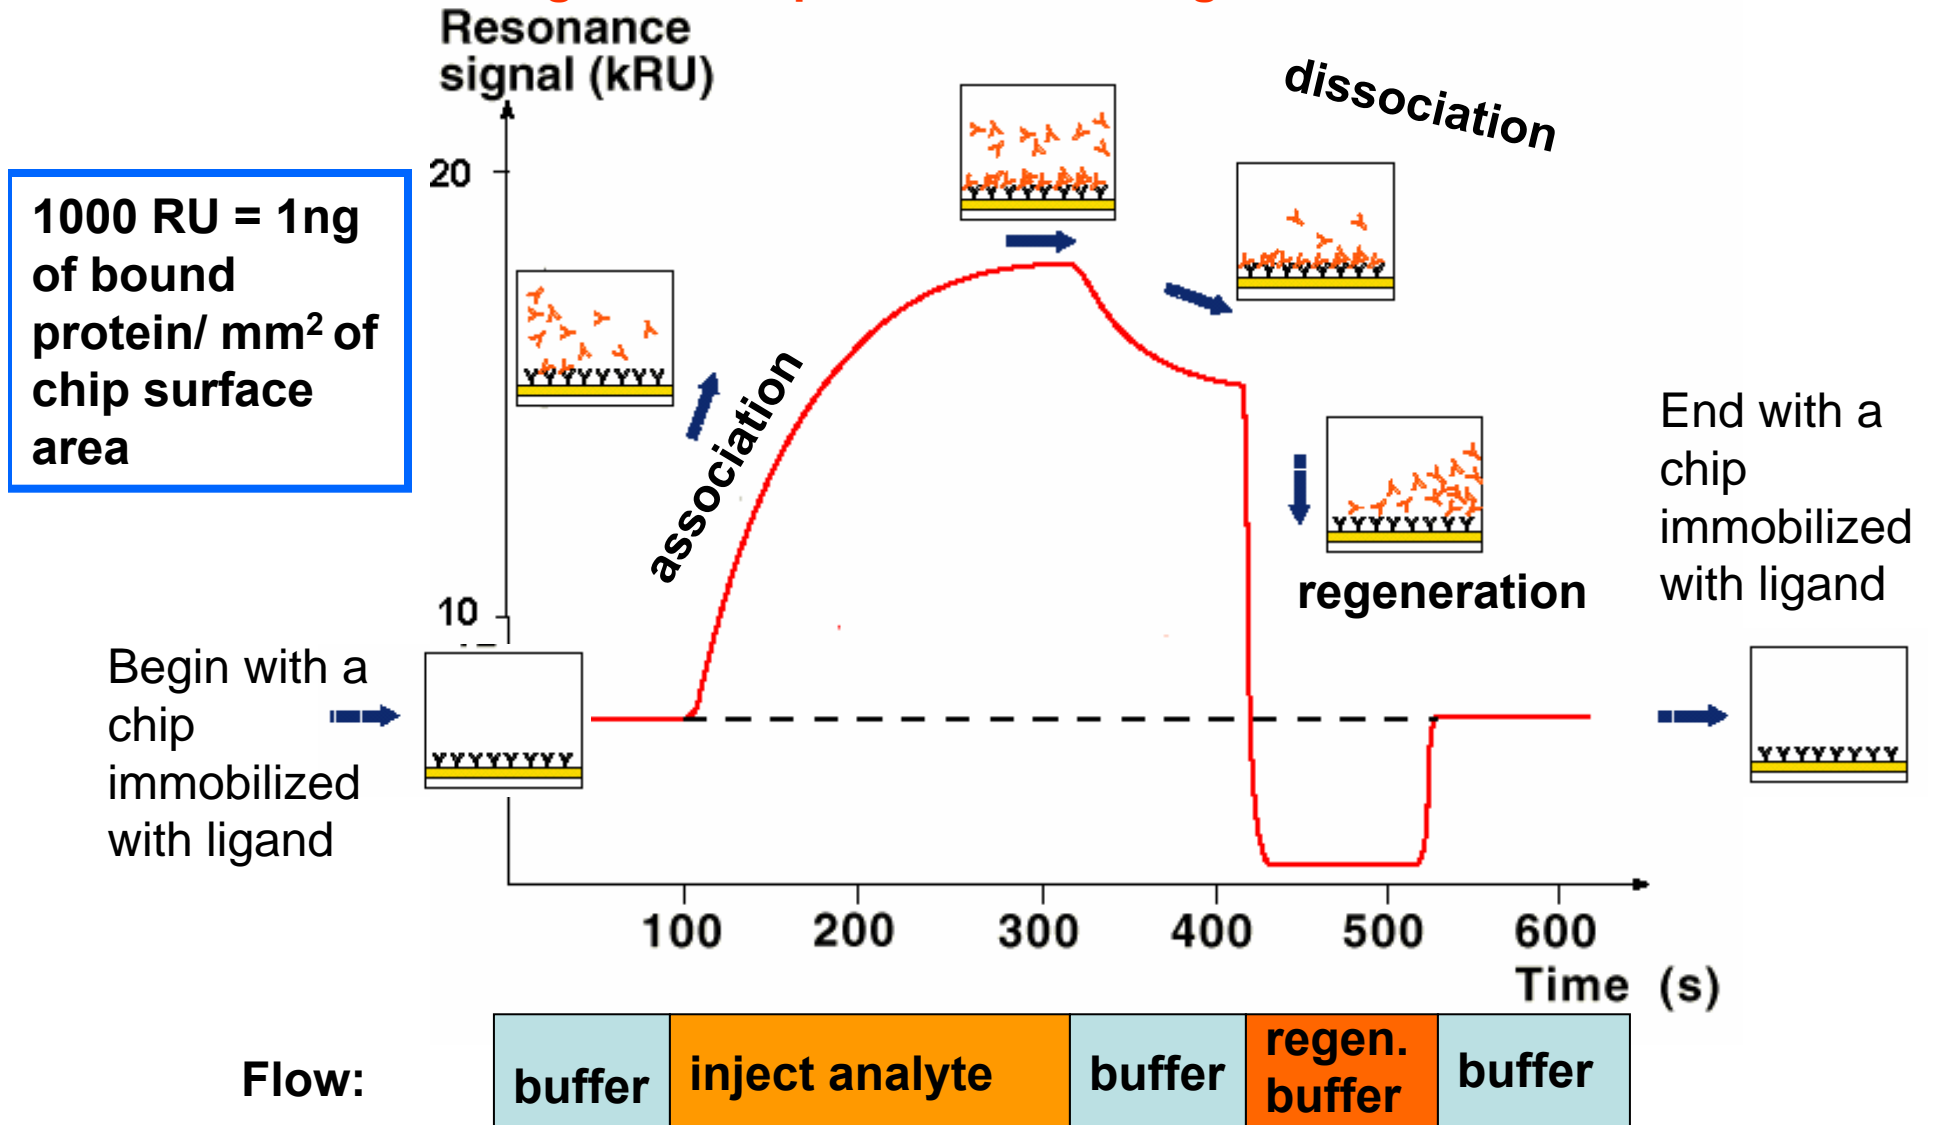 Resonance
signal (kRU)
dissociation
20
1000 RU = 1ng
of bound
protein/ mm² of
chip surface
area
association
End with a
chip
immobilized
with ligand
regeneration
10
Begin with a
chip
immobilized
with ligand
100 200 300 400 500 600
Time (s)
Flow:
buffer
inject analyte
buffer
regen.
buffer
buffer